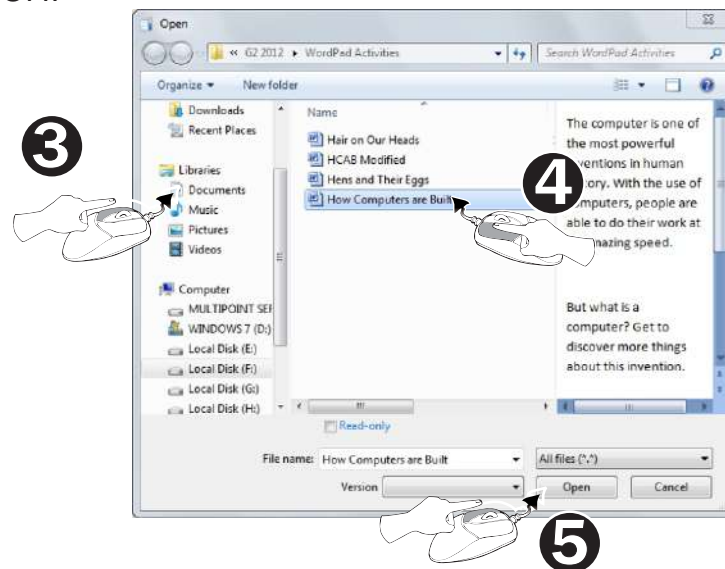 Open
« G2 2012 ▸ WordPad Activities
Search WordPad Activities
Organize ▾ New folder
Downloads
Recent Places
Libraries
Documents
Music
Pictures
Videos
Computer
MULTIPOINT SEF
WINDOWS 7 (D:)
Local Disk (E:)
Local Disk (F:)
Local Disk (G:)
Local Disk (H:)
Name
Hair on Our Heads
HCAB Modified
Hens and Their Eggs
How Computers are Built
The computer is one of
the most powerful
ventions in human
ory. With the use of
mputers, people are
able to do their work at
nazing speed.
But what is a
computer? Get to
discover more things
about this invention.
Read-only
File name: How Computers are Built
All files (*.*)
Version
Open Cancel
3
4
5